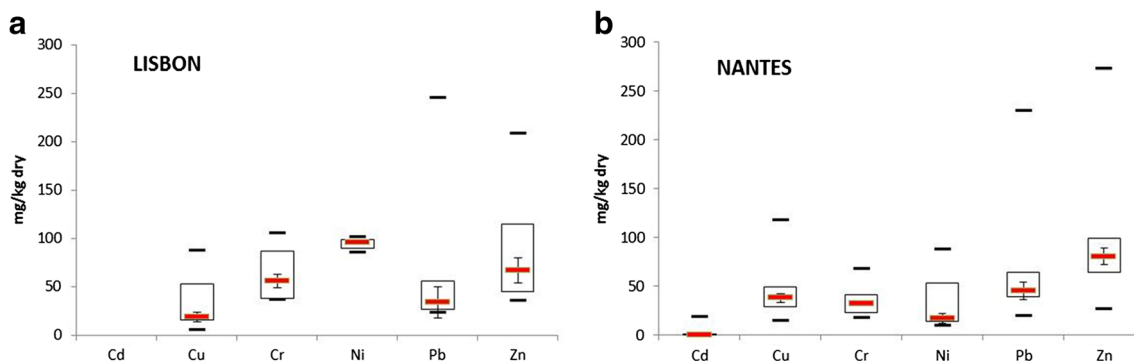 a
LISBON
mg/kg dry
300
250
200
150
100
50
0
Cd Cu Cr Ni Pb Zn
b
NANTES
mg/kg dry
300
250
200
150
100
50
0
Cd Cu Cr Ni Pb Zn